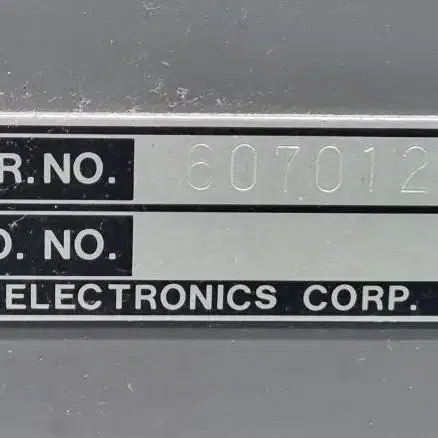 R. NO. 607012
D. NO.
ELECTRONICS CORP.